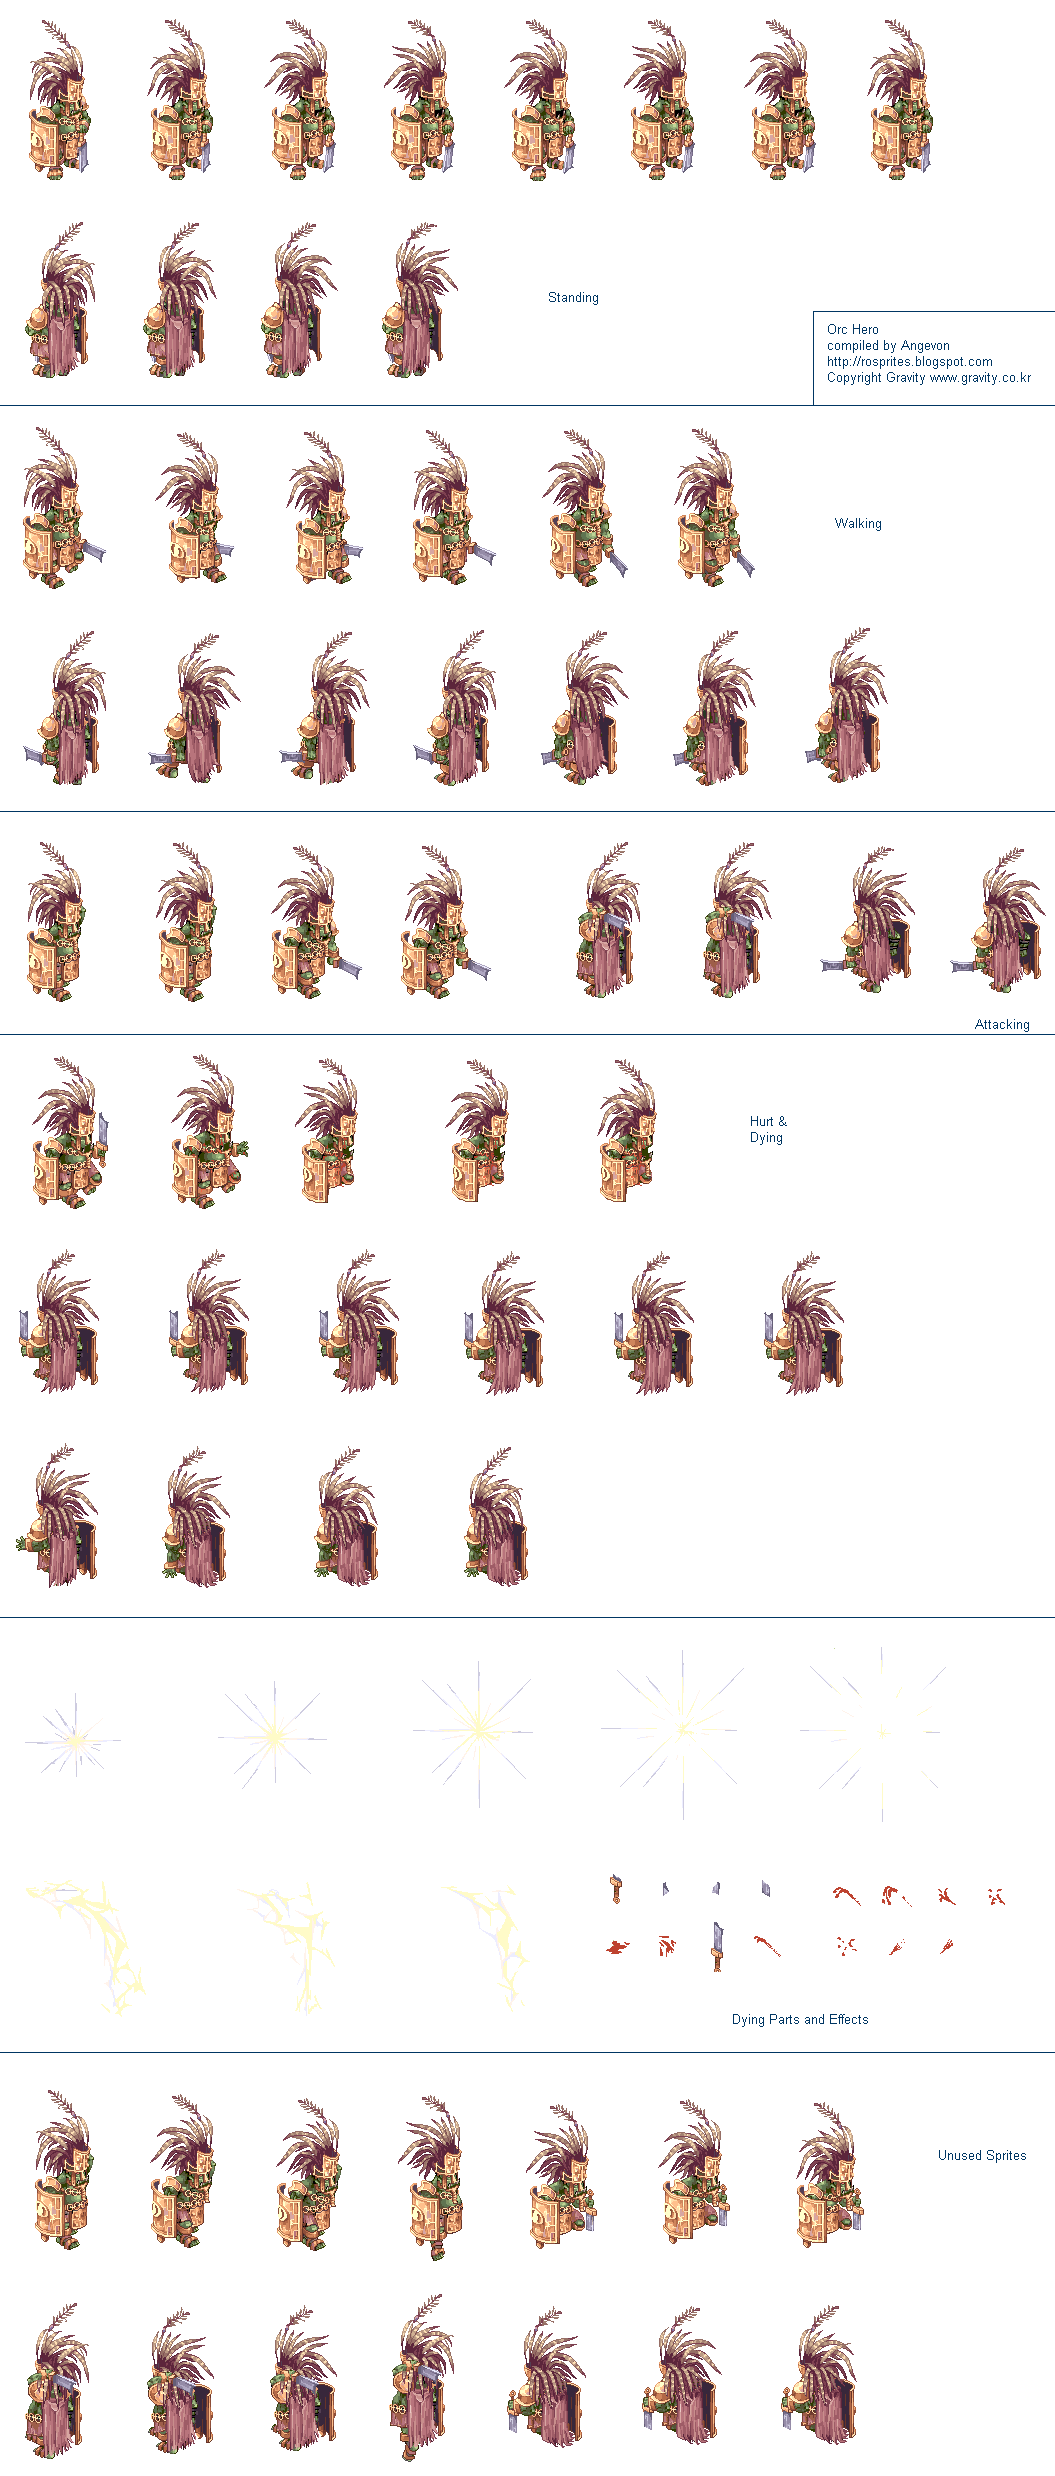 Standing
Orc Hero
compiled by Angevon
http://rosprites.blogspot.com
Copyright Gravity www.gravity.co.kr
Walking
Attacking
Hurt &
Dying
Dying Parts and Effects
Unused Sprites